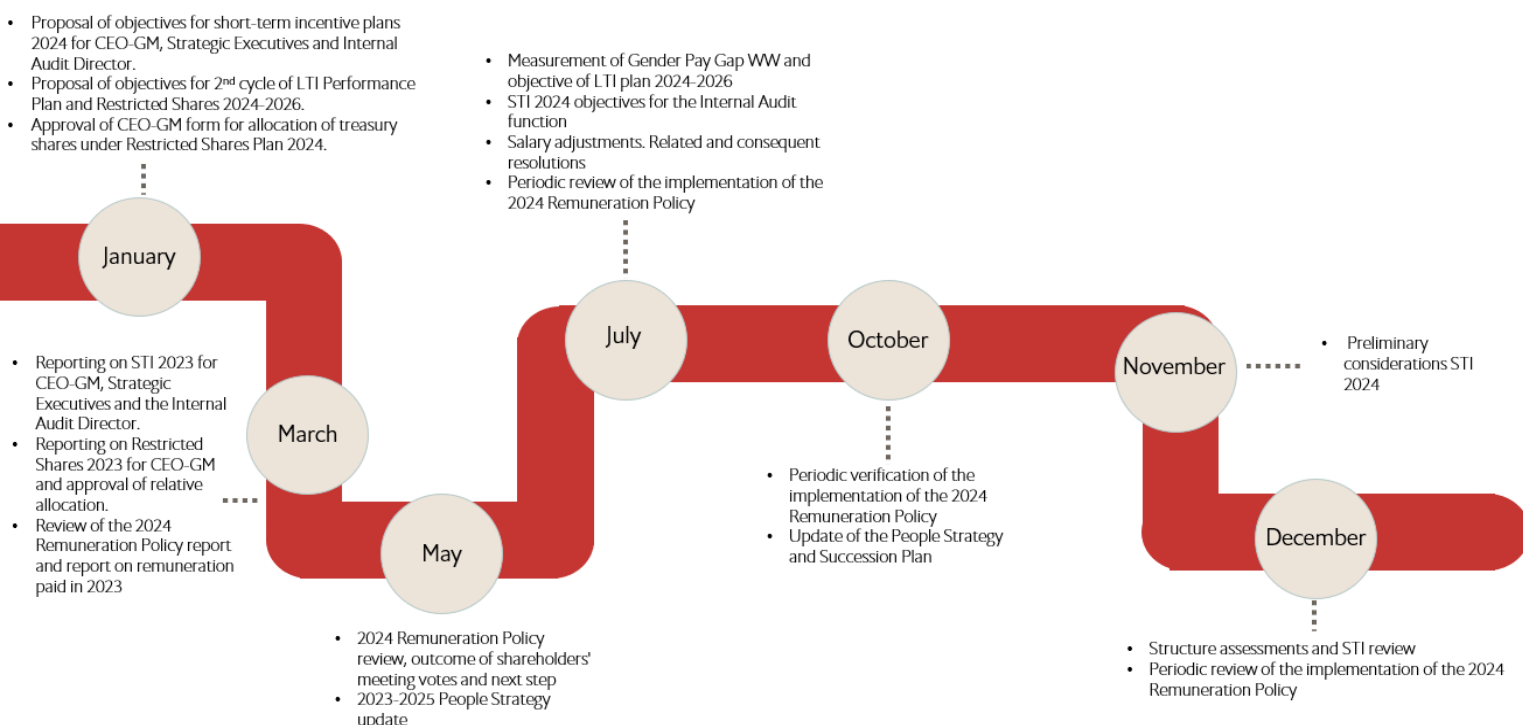 • Proposal of objectives for short-term incentive plans
2024 for CEO-GM, Strategic Executives and Internal
Audit Director.
• Proposal of objectives for 2nd cycle of LTI Performance
Plan and Restricted Shares 2024-2026.
• Approval of CEO-GM form for allocation of treasury
shares under Restricted Shares Plan 2024.
January
• Reporting on STI 2023 for
CEO-GM, Strategic
Executives and the Internal
Audit Director.
• Reporting on Restricted
Shares 2023 for CEO-GM
and approval of relative
allocation.
• Review of the 2024
Remuneration Policy report
and report on remuneration
paid in 2023
March
May
• 2024 Remuneration Policy
review, outcome of shareholders'
meeting votes and next step
• 2023-2025 People Strategy
update
• Measurement of Gender Pay Gap WW and
objective of LTI plan 2024-2026
• STI 2024 objectives for the Internal Audit
function
• Salary adjustments. Related and consequent
resolutions
• Periodic review of the implementation of the
2024 Remuneration Policy
July
October
• Periodic verification of the
implementation of the 2024
Remuneration Policy
• Update of the People Strategy
and Succession Plan
November
• Preliminary
considerations STI
2024
December
• Structure assessments and STI review
• Periodic review of the implementation of the 2024
Remuneration Policy